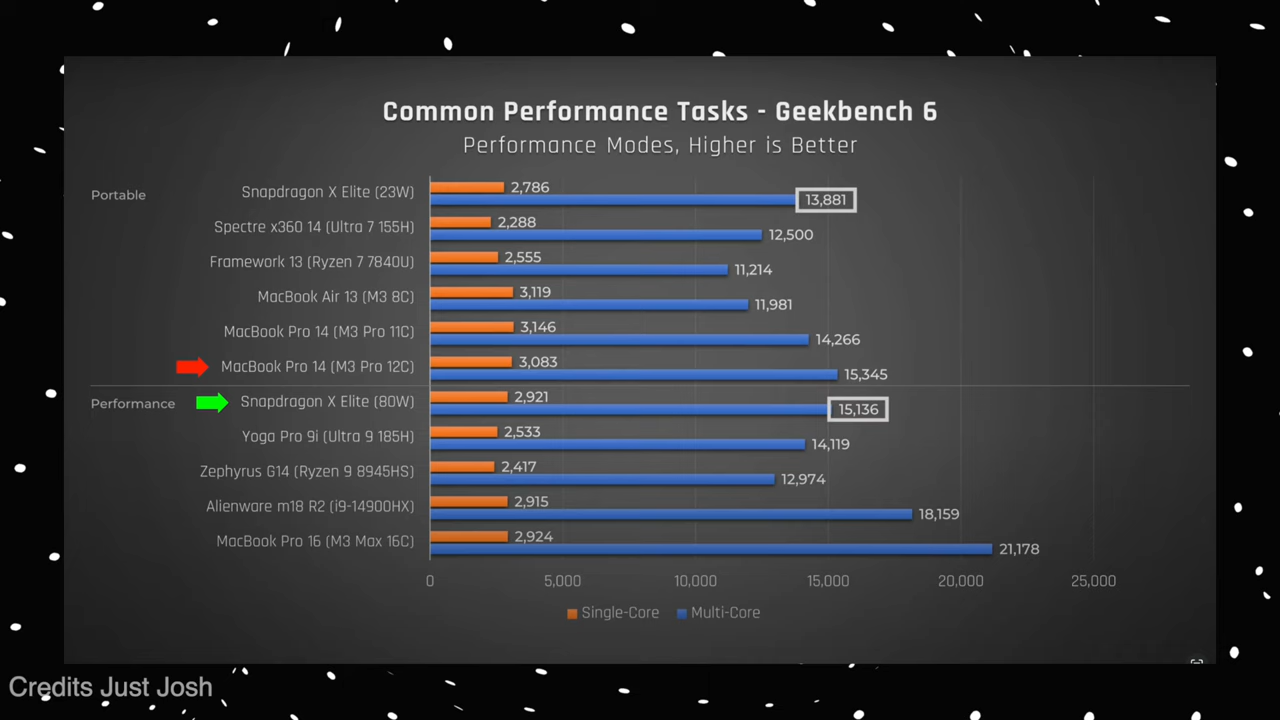 Common Performance Tasks - Geekbench 6
Performance Modes, Higher is Better
Portable
Snapdragon X Elite (23W) 2,786 13,881
Spectre x360 14 (Ultra 7 155H) 2,288 12,500
Framework 13 (Ryzen 7 7840U) 2,555 11,214
MacBook Air 13 (M3 8C) 3,119 11,981
MacBook Pro 14 (M3 Pro 11C) 3,146 14,266
MacBook Pro 14 (M3 Pro 12C) 3,083 15,345
Performance
Snapdragon X Elite (80W) 2,921 15,136
Yoga Pro 9i (Ultra 9 185H) 2,533 14,119
Zephyrus G14 (Ryzen 9 8945HS) 2,417 12,974
Alienware m18 R2 (i9-14900HX) 2,915 18,159
MacBook Pro 16 (M3 Max 16C) 2,924 21,178
0 5,000 10,000 15,000 20,000 25,000
Single-Core Multi-Core
Credits Just Josh